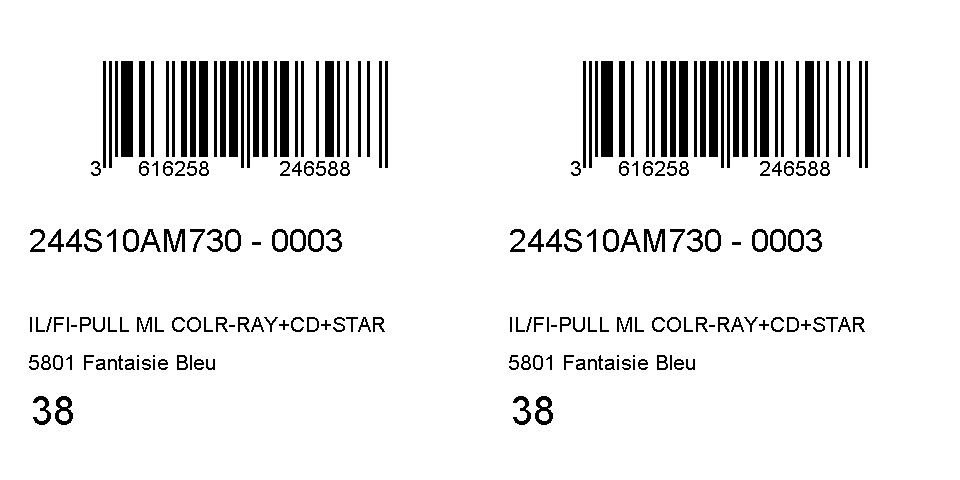 3 616258 246588 3 616258 246588
244S10AM730 - 0003 244S10AM730 - 0003
IL/FI-PULL ML COLR-RAY+CD+STAR IL/FI-PULL ML COLR-RAY+CD+STAR
5801 Fantaisie Bleu 5801 Fantaisie Bleu
38 38